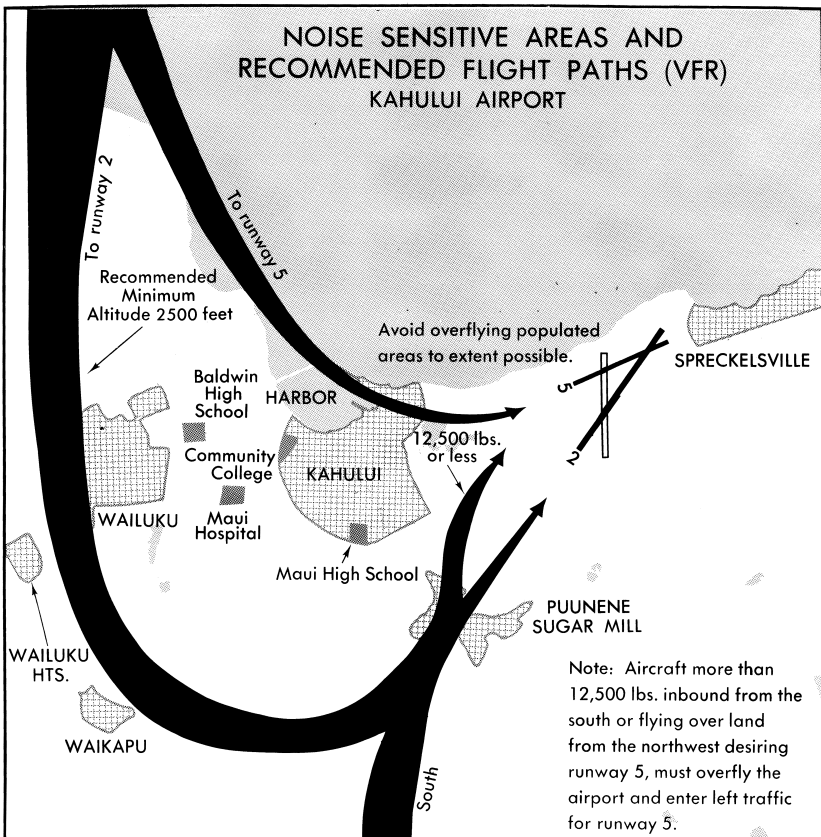 NOISE SENSITIVE AREAS AND
RECOMMENDED FLIGHT PATHS (VFR)
KAHULUI AIRPORT
To runway 2
To runway 5
Recommended
Minimum
Altitude 2500 feet
Avoid overflying populated
areas to extent possible.
SPRECKELSVILLE
5
2
Baldwin
High
School
HARBOR
12,500 lbs.
or less
Community
College
KAHULUI
WAILUKU
Maui
Hospital
Maui High School
PUUNENE
SUGAR MILL
WAILUKU
HTS.
WAIKAPU
South
Note: Aircraft more than
12,500 lbs. inbound from the
south or flying over land
from the northwest desiring
runway 5, must overfly the
airport and enter left traffic
for runway 5.